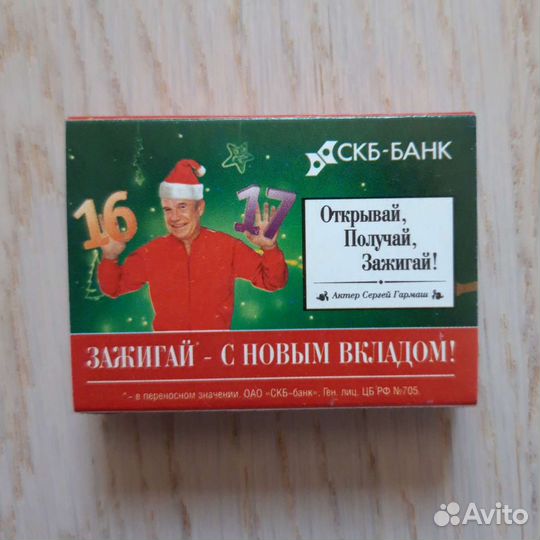 СКБ-БАНК
16
17
Открывай,
Получай,
Зажигай!
Актер Сергей Гармаш
ЗАЖИГАЙ* - С НОВЫМ ВКЛАДОМ!
* - в переносном значении. ОАО «СКБ-банк». Ген. лиц. ЦБ РФ №705.
Avito